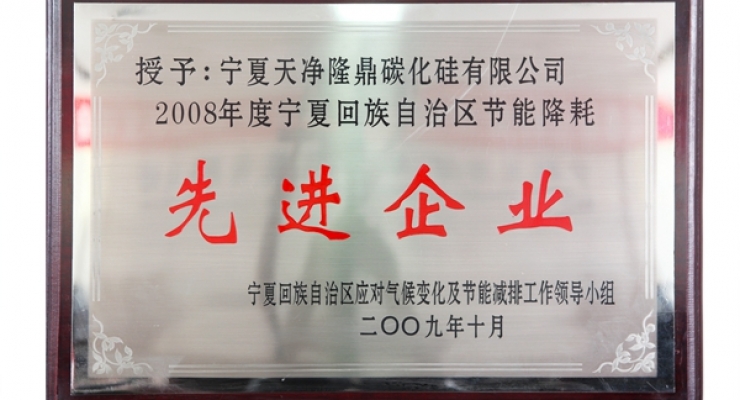 授予:宁夏天净隆鼎碳化硅有限公司
2008年度宁夏回族自治区节能降耗
先进企业
宁夏回族自治区应对气候变化及节能减排工作领导小组
二〇〇九年十月